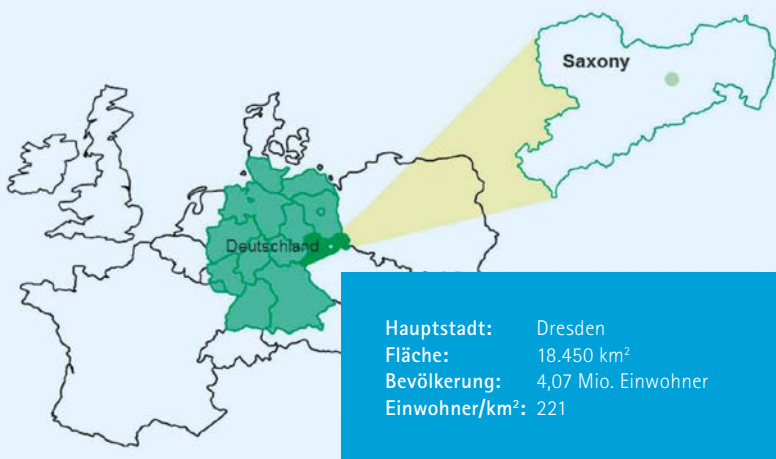 Saxony
Deutschland
Hauptstadt: Dresden
Fläche: 18.450 km²
Bevölkerung: 4,07 Mio. Einwohner
Einwohner/km²: 221